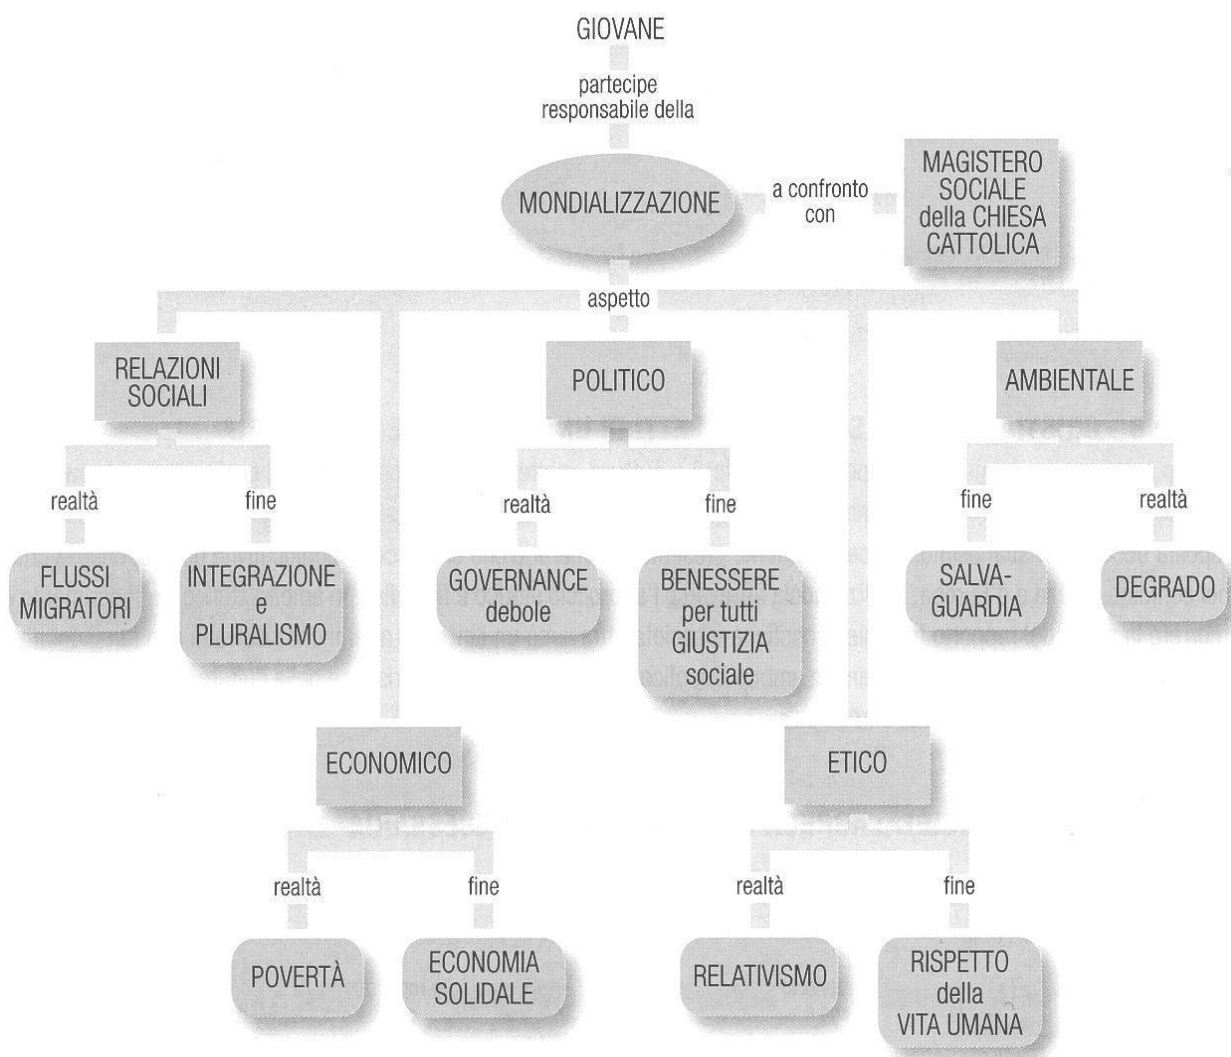 GIOVANE
partecipe
responsabile della
MONDIALIZZAZIONE
a confronto
con
MAGISTERO
SOCIALE
della CHIESA
CATTOLICA
aspetto
RELAZIONI
SOCIALI
POLITICO
AMBIENTALE
realtà
fine
realtà
fine
fine
realtà
FLUSSI
MIGRATORI
INTEGRAZIONE
e
PLURALISMO
GOVERNANCE
debole
BENESSERE
per tutti
GIUSTIZIA
sociale
SALVA-
GUARDIA
DEGRADO
ECONOMICO
ETICO
realtà
fine
realtà
fine
POVERTÀ
ECONOMIA
SOLIDALE
RELATIVISMO
RISPETTO
della
VITA UMANA